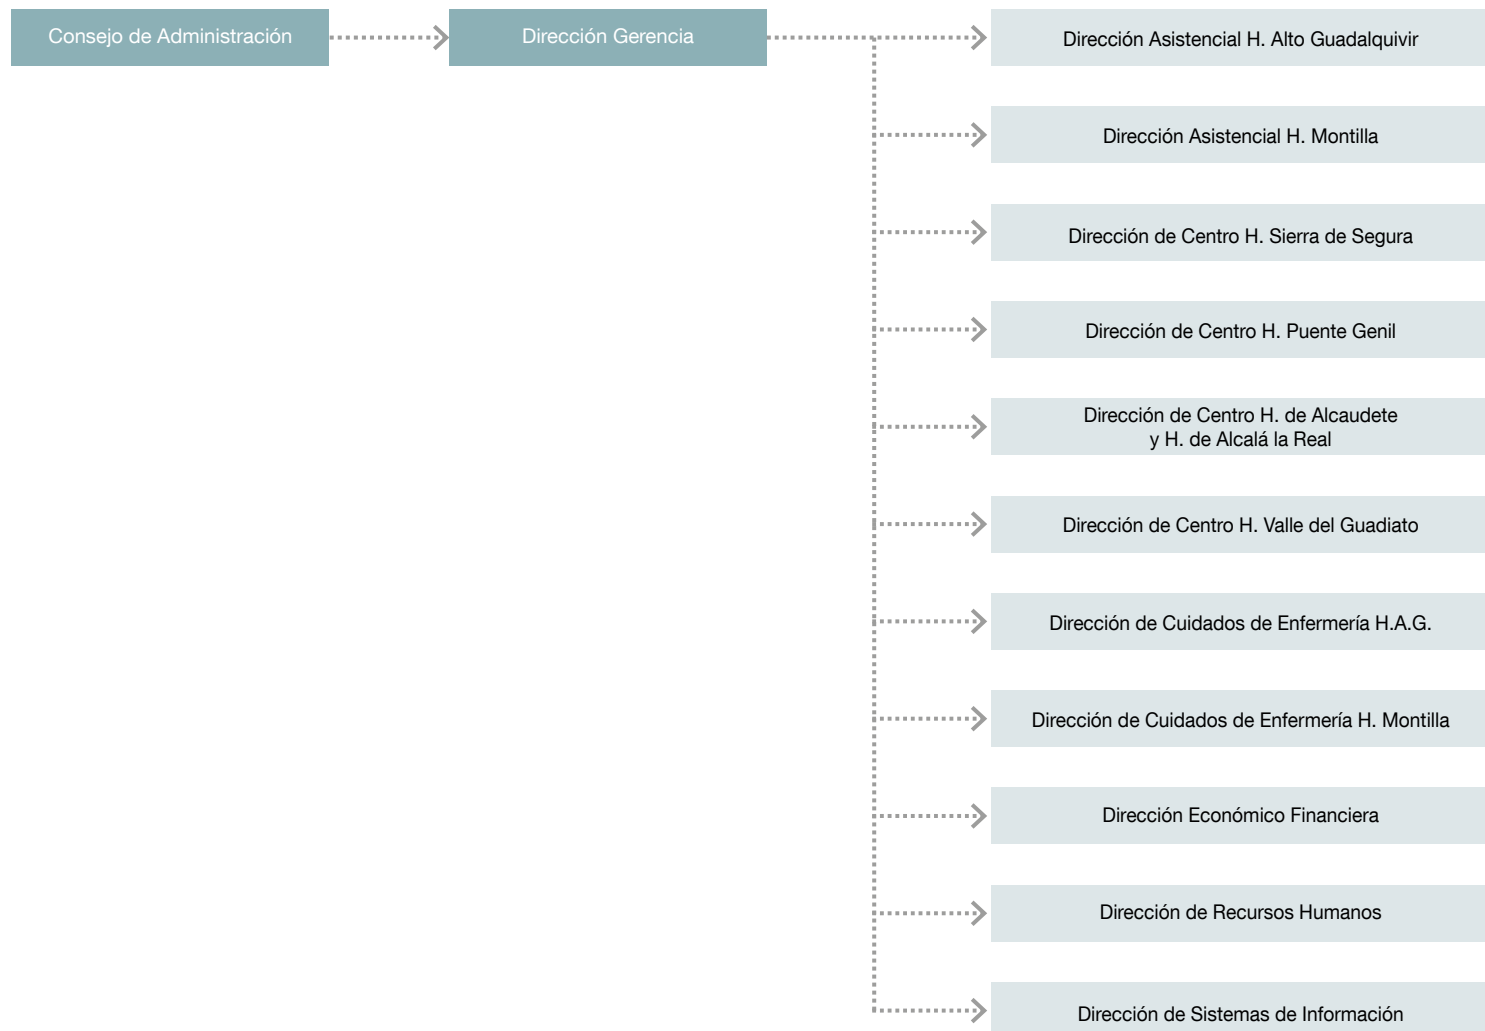 Consejo de Administración
Dirección Gerencia
Dirección Asistencial H. Alto Guadalquivir
Dirección Asistencial H. Montilla
Dirección de Centro H. Sierra de Segura
Dirección de Centro H. Puente Genil
Dirección de Centro H. de Alcaudete
y H. de Alcalá la Real
Dirección de Centro H. Valle del Guadiato
Dirección de Cuidados de Enfermería H.A.G.
Dirección de Cuidados de Enfermería H. Montilla
Dirección Económico Financiera
Dirección de Recursos Humanos
Dirección de Sistemas de Información